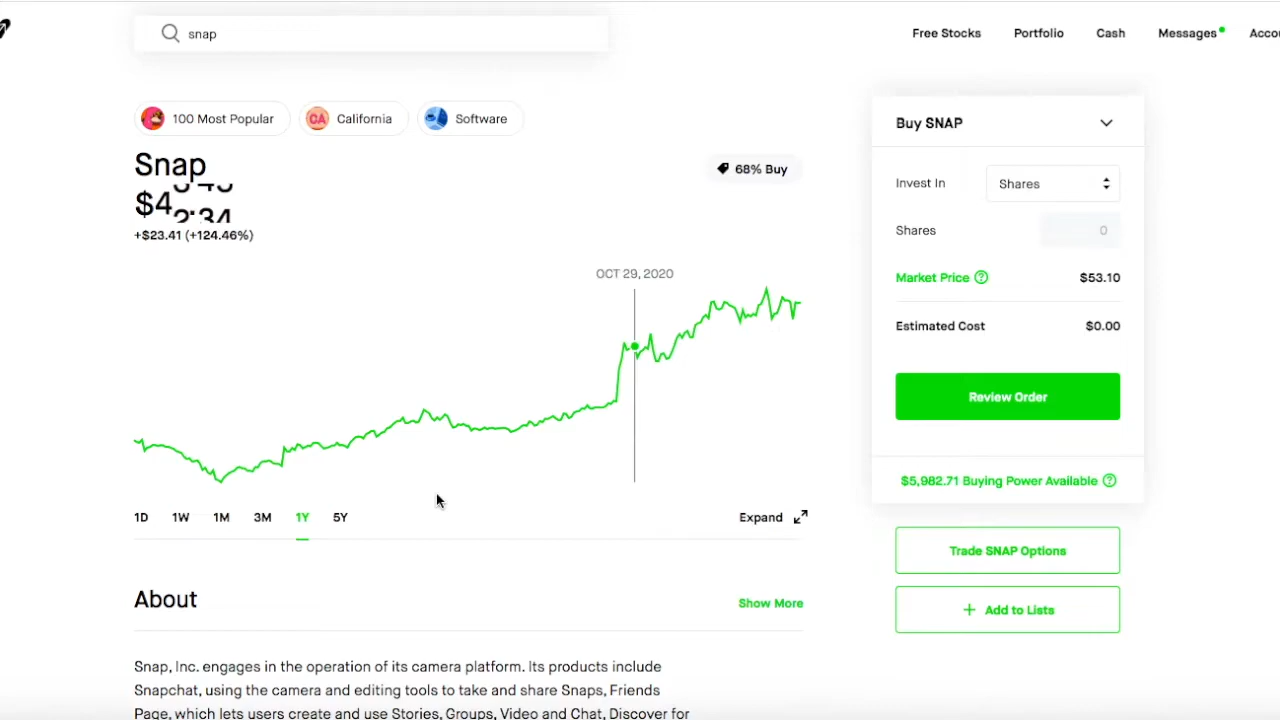 snap
Free Stocks Portfolio Cash Messages
100 Most Popular
CA California
Software
Snap
68% Buy
$4
+$23.41 (+124.46%)
OCT 29, 2020
1D 1W 1M 3M 1Y 5Y
Expand
About
Show More
Snap, Inc. engages in the operation of its camera platform. Its products include
Snapchat, using the camera and editing tools to take and share Snaps, Friends
Page, which lets users create and use Stories, Groups, Video and Chat, Discover for
Buy SNAP
Invest In Shares
Shares 0
Market Price $53.10
Estimated Cost $0.00
Review Order
$5,982.71 Buying Power Available
Trade SNAP Options
+ Add to Lists